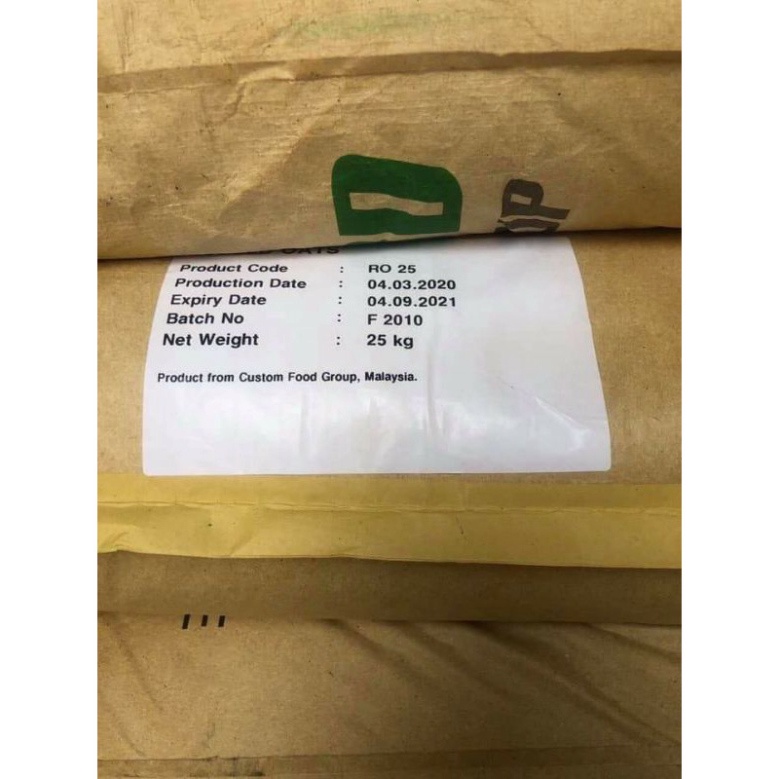 OATS
Product Code : RO 25
Production Date : 04.03.2020
Expiry Date : 04.09.2021
Batch No : F 2010
Net Weight : 25 kg
Product from Custom Food Group, Malaysia.